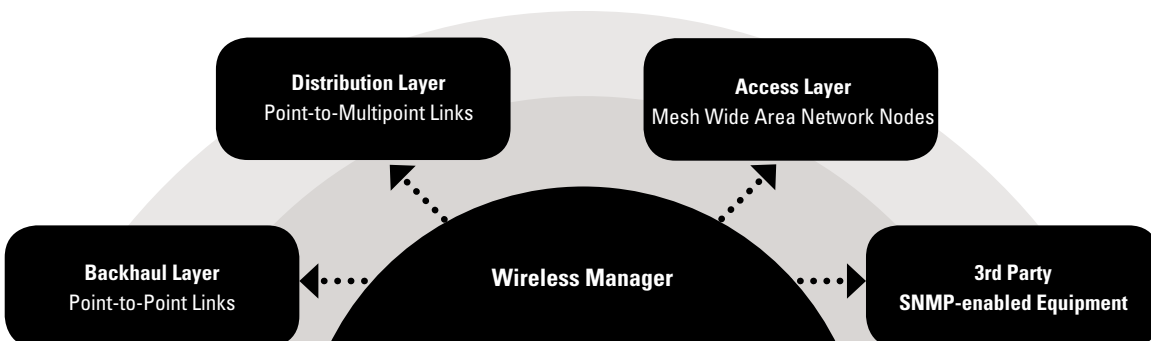 Distribution Layer
Point-to-Multipoint Links
Access Layer
Mesh Wide Area Network Nodes
Backhaul Layer
Point-to-Point Links
Wireless Manager
3rd Party
SNMP-enabled Equipment